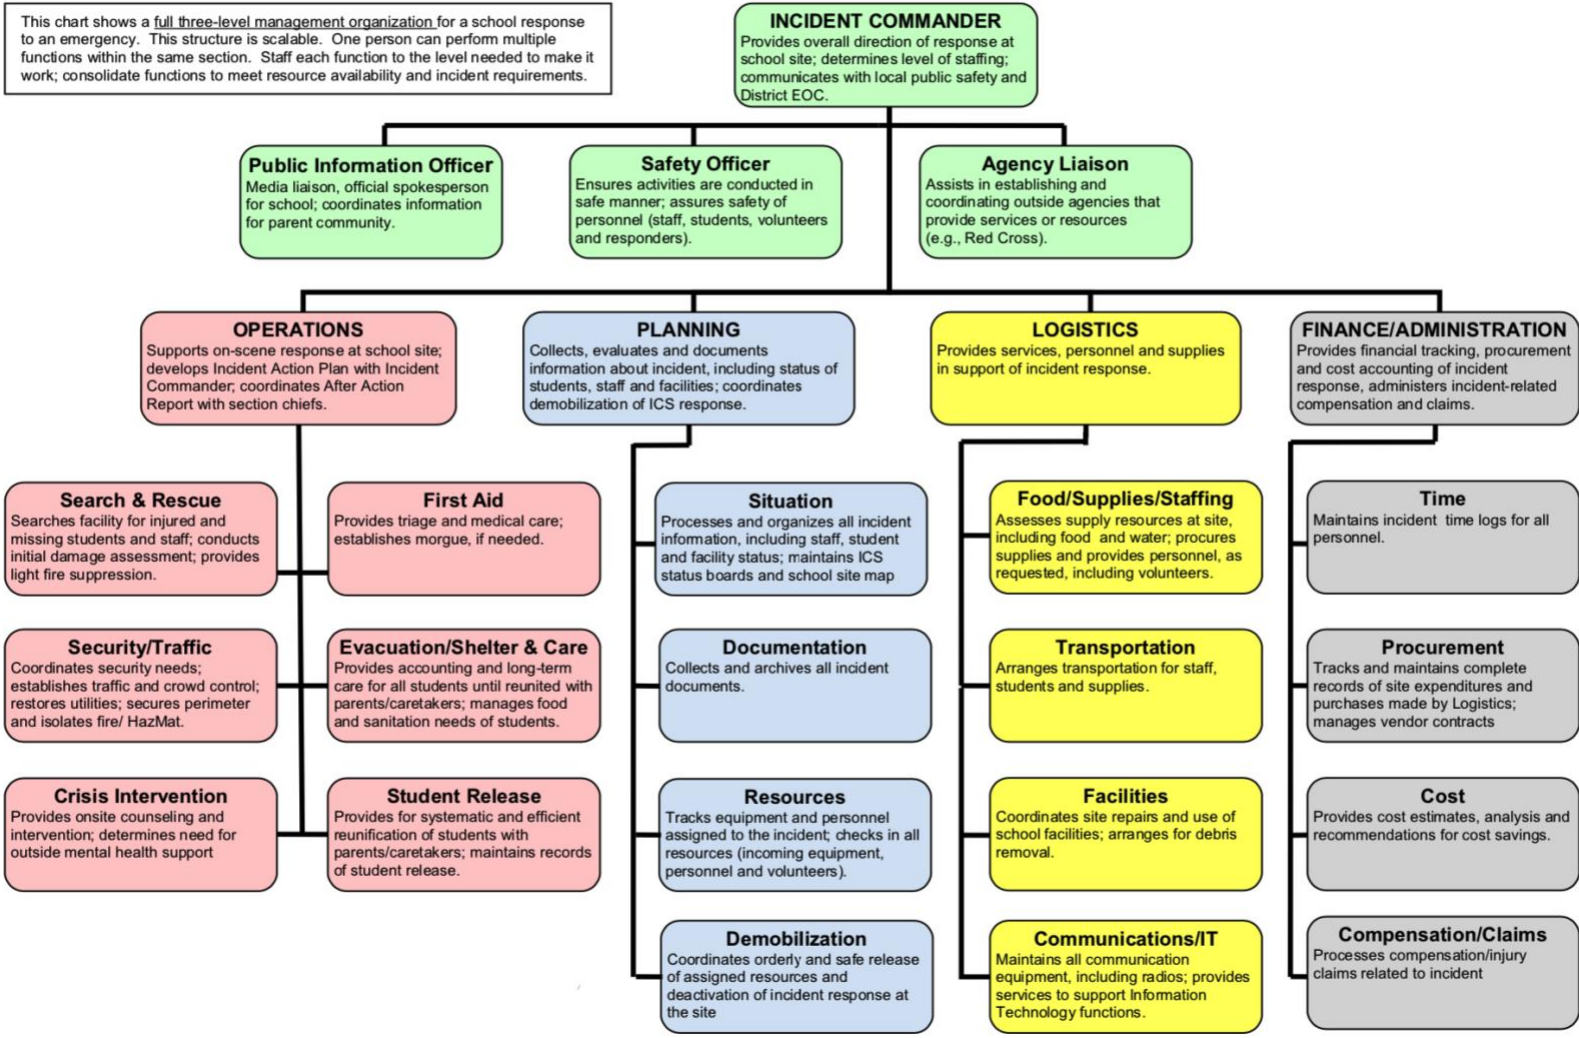 This chart shows a full three-level management organization for a school response
to an emergency.  This structure is scalable.  One person can perform multiple
functions within the same section.  Staff each function to the level needed to make it
work; consolidate functions to meet resource availability and incident requirements.
INCIDENT COMMANDER
Provides overall direction of response at
school site; determines level of staffing;
communicates with local public safety and
District EOC.
Public Information Officer
Media liaison, official spokesperson
for school; coordinates information
for parent community.
Safety Officer
Ensures activities are conducted in
safe manner; assures safety of
personnel (staff, students, volunteers
and responders).
Agency Liaison
Assists in establishing and
coordinating outside agencies that
provide services or resources
(e.g., Red Cross).
OPERATIONS
Supports on-scene response at school site;
develops Incident Action Plan with Incident
Commander; coordinates After Action
Report with section chiefs.
PLANNING
Collects, evaluates and documents
information about incident, including status of
students, staff and facilities; coordinates
demobilization of ICS response.
LOGISTICS
Provides services, personnel and supplies
in support of incident response.
FINANCE/ADMINISTRATION
Provides financial tracking, procurement
and cost accounting of incident
response, administers incident-related
compensation and claims.
Search & Rescue
Searches facility for injured and
missing students and staff; conducts
initial damage assessment; provides
light fire suppression.
First Aid
Provides triage and medical care;
establishes morgue, if needed.
Situation
Processes and organizes all incident
information, including staff, student
and facility status; maintains ICS
status boards and school site map
Food/Supplies/Staffing
Assesses supply resources at site,
including food  and water; procures
supplies and provides personnel, as
requested, including volunteers.
Time
Maintains incident  time logs for all
personnel.
Security/Traffic
Coordinates security needs;
establishes traffic and crowd control;
restores utilities; secures perimeter
and isolates fire/ HazMat.
Evacuation/Shelter & Care
Provides accounting and long-term
care for all students until reunited with
parents/caretakers; manages food
and sanitation needs of students.
Documentation
Collects and archives all incident
documents.
Transportation
Arranges transportation for staff,
students and supplies.
Procurement
Tracks and maintains complete
records of site expenditures and
purchases made by Logistics;
manages vendor contracts
Crisis Intervention
Provides onsite counseling and
intervention; determines need for
outside mental health support
Student Release
Provides for systematic and efficient
reunification of students with
parents/caretakers; maintains records
of student release.
Resources
Tracks equipment and personnel
assigned to the incident; checks in all
resources (incoming equipment,
personnel and volunteers).
Facilities
Coordinates site repairs and use of
school facilities; arranges for debris
removal.
Cost
Provides cost estimates, analysis and
recommendations for cost savings.
Demobilization
Coordinates orderly and safe release
of assigned resources and
deactivation of incident response at
the site
Communications/IT
Maintains all communication
equipment, including radios; provides
services to support Information
Technology functions.
Compensation/Claims
Processes compensation/injury
claims related to incident